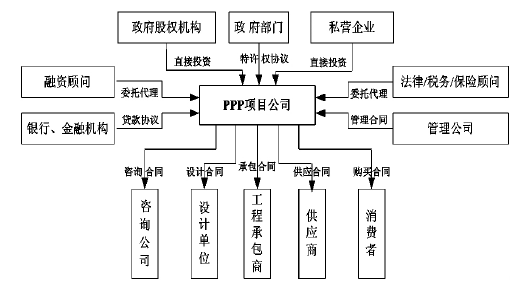 政府股权机构
政府部门
私营企业
直接投资
特许权协议
直接投资
融资顾问
委托代理
委托代理
法律/税务/保险顾问
PPP项目公司
银行、金融机构
贷款协议
管理合同
管理公司
咨询合同
设计合同
承包合同
供应合同
购买合同
咨询公司
设计单位
工程承包商
供应商
消费者